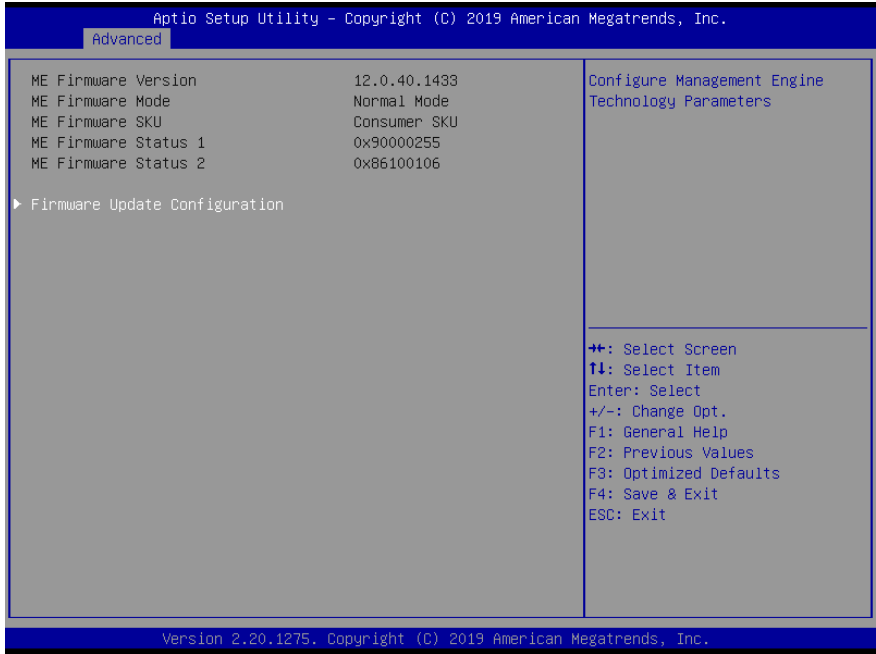 Aptio Setup Utility – Copyright (C) 2019 American Megatrends, Inc.
Advanced
ME Firmware Version 12.0.40.1433
ME Firmware Mode Normal Mode
ME Firmware SKU Consumer SKU
ME Firmware Status 1 0x90000255
ME Firmware Status 2 0x86100106
▶ Firmware Update Configuration
Configure Management Engine
Technology Parameters
→←: Select Screen
↑↓: Select Item
Enter: Select
+/-: Change Opt.
F1: General Help
F2: Previous Values
F3: Optimized Defaults
F4: Save & Exit
ESC: Exit
Version 2.20.1275. Copyright (C) 2019 American Megatrends, Inc.